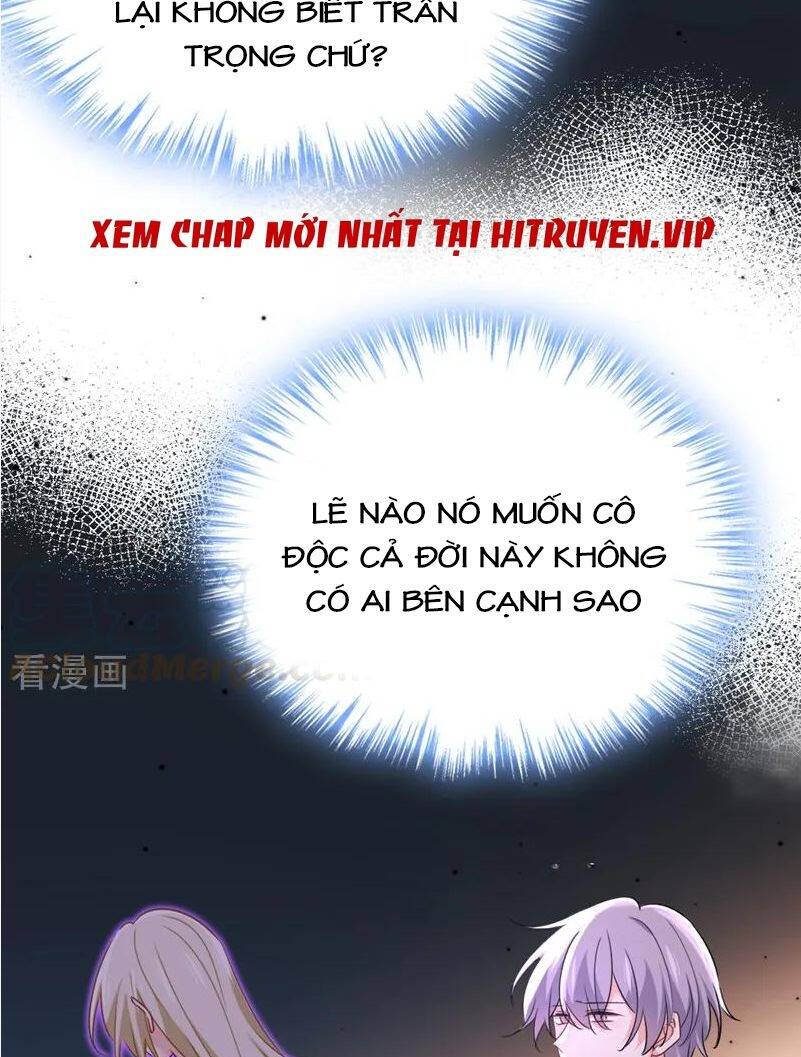 LẠI KHÔNG BIẾT TRÂN
TRỌNG CHỨ?
XEM CHAP MỚI NHẤT TẠI HITRUYEN.VIP
LẼ NÀO NÓ MUỐN CÔ
ĐỘC CẢ ĐỜI NÀY KHÔNG
CÓ AI BÊN CẠNH SAO
看漫画